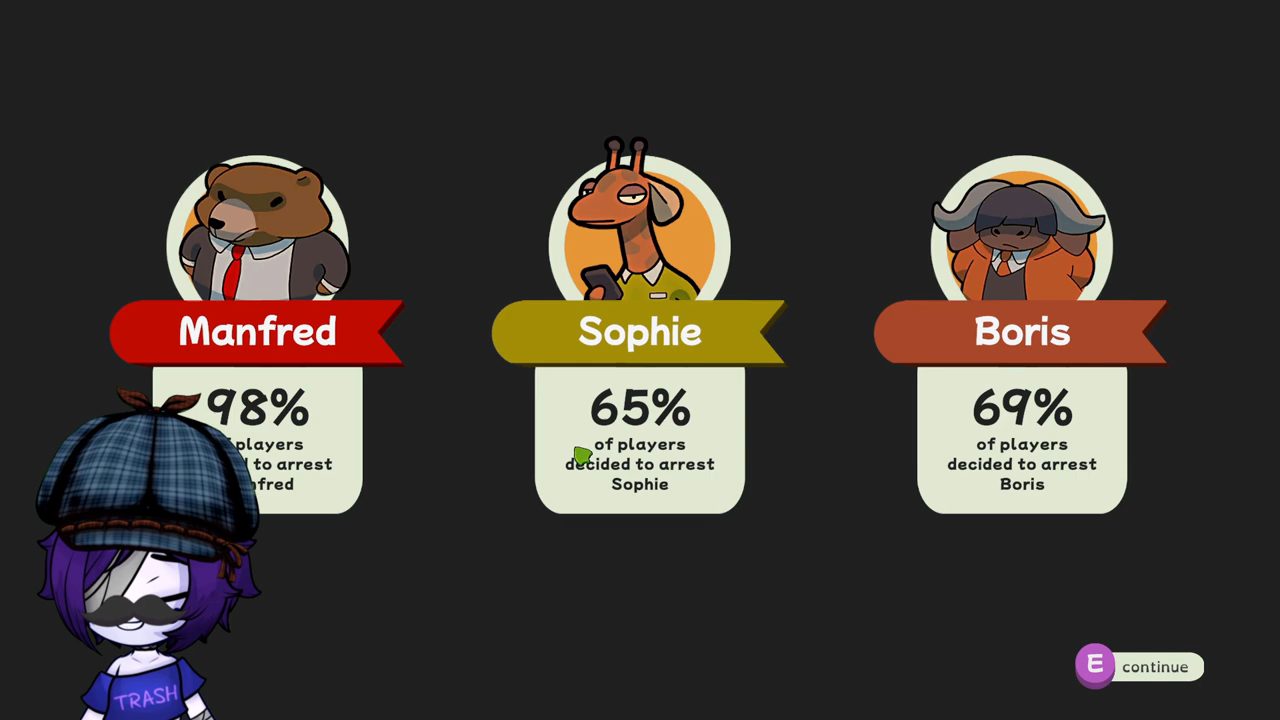 Manfred
98%
players
to arrest
Sophie
65%
of players
decided to arrest
Sophie
Boris
69%
of players
decided to arrest
Boris
E continue
TRASH